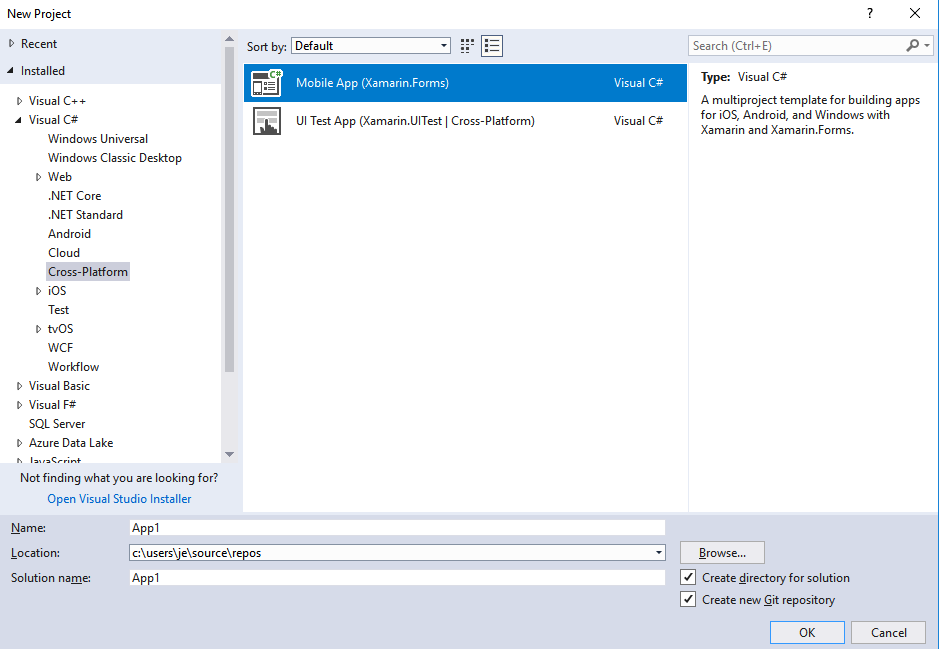 New Project
?
Recent
Installed
Visual C++
Visual C#
Windows Universal
Windows Classic Desktop
Web
.NET Core
.NET Standard
Android
Cloud
Cross-Platform
iOS
Test
tvOS
WCF
Workflow
Visual Basic
Visual F#
SQL Server
Azure Data Lake
JavaScript
Not finding what you are looking for?
Open Visual Studio Installer
Sort by: Default
C# Mobile App (Xamarin.Forms) Visual C#
UI Test App (Xamarin.UITest | Cross-Platform) Visual C#
Search (Ctrl+E)
Type: Visual C#
A multiproject template for building apps
for iOS, Android, and Windows with
Xamarin and Xamarin.Forms.
Name: App1
Location: c:\users\je\source\repos
Browse...
Solution name: App1
Create directory for solution
Create new Git repository
OK
Cancel